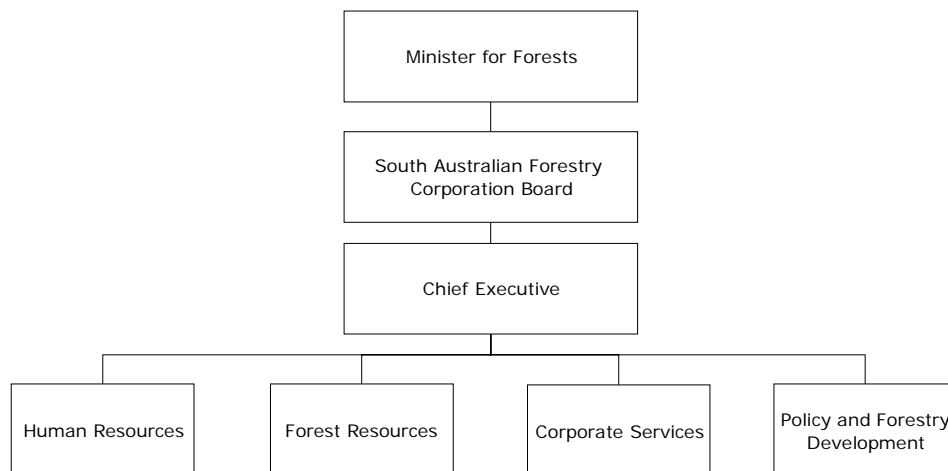 Minister for Forests
South Australian Forestry
Corporation Board
Chief Executive
Human Resources
Forest Resources
Corporate Services
Policy and Forestry
Development